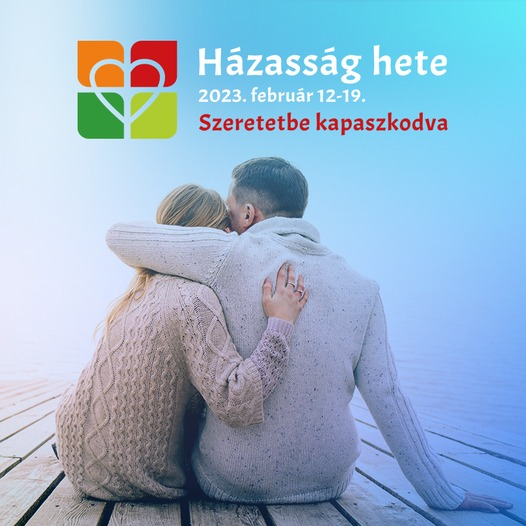 Házasság hete
2023. február 12-19.
Szeretetbe kapaszkodva